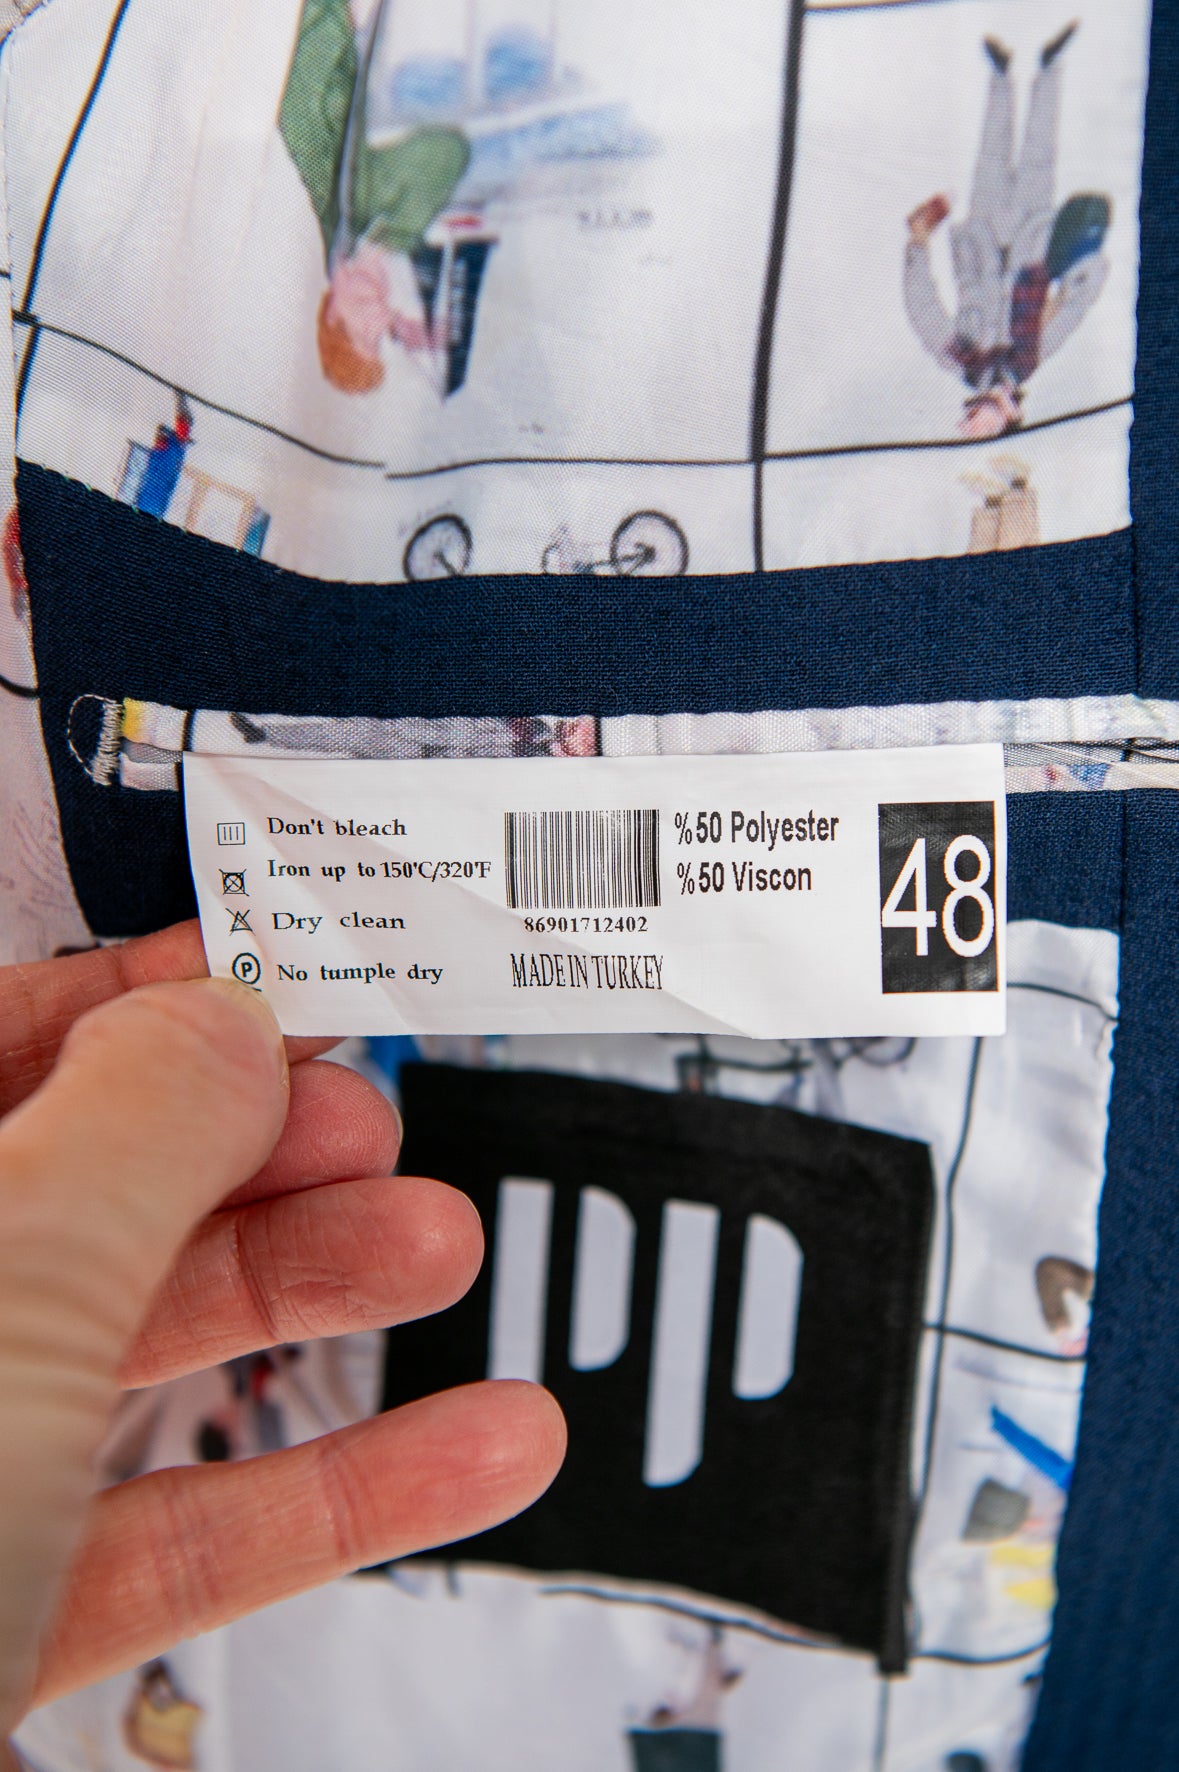 Don't bleach
Iron up to 150'C/320'F
Dry clean
P No tumple dry
86901712402
MADE IN TURKEY
%50 Polyester
%50 Viscon
48